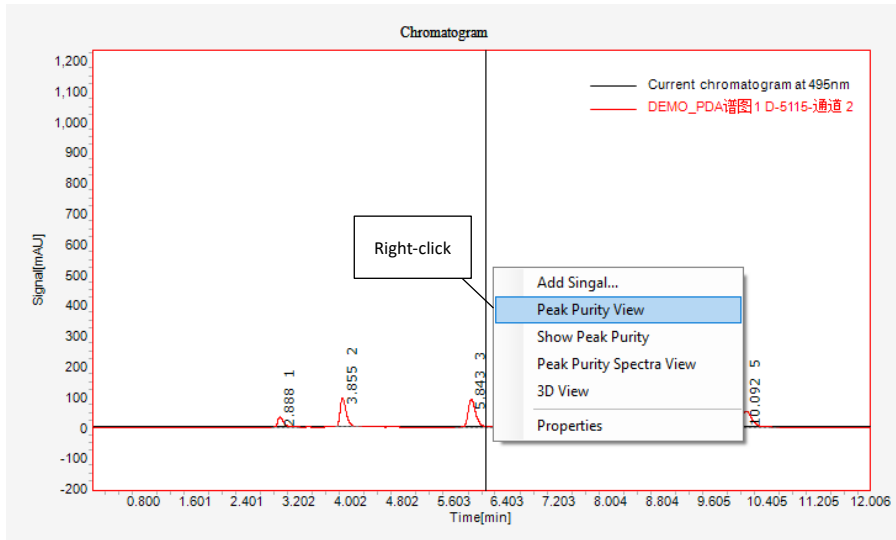 Chromatogram
1,200
1,100
1,000
900
800
700
600
500
400
300
200
100
0
-100
-200
Signal[mAU]
Current chromatogram at 495nm
DEMO_PDA谱图1 D-5115-通道 2
Right-click
Add Singal...
Peak Purity View
Show Peak Purity
Peak Purity Spectra View
3D View
Properties
2.888 1
3.855 2
5.843 3
10.092 5
0.800 1.601 2.401 3.202 4.002 4.802 5.603 6.403 7.203 8.004 8.804 9.605 10.405 11.205 12.006
Time[min]